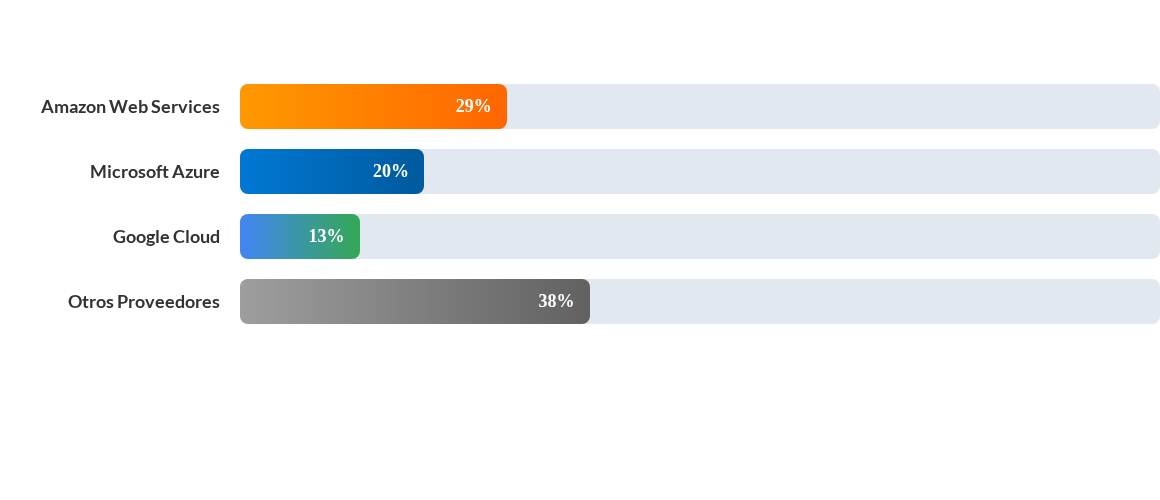 Amazon Web Services 29%
Microsoft Azure 20%
Google Cloud 13%
Otros Proveedores 38%